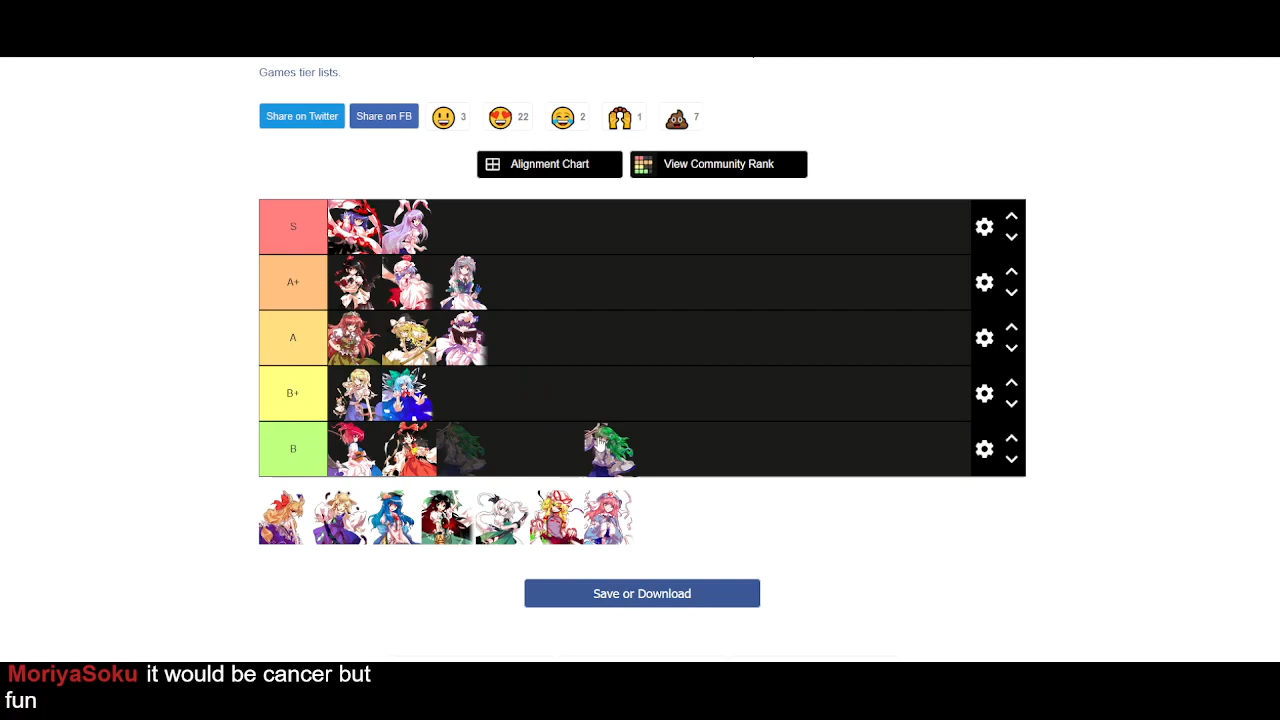 Games tier lists.
Share on Twitter Share on FB 3 22 2 1 7
Alignment Chart View Community Rank
S
A+
A
B+
B
Save or Download
MoriyaSoku it would be cancer but
fun